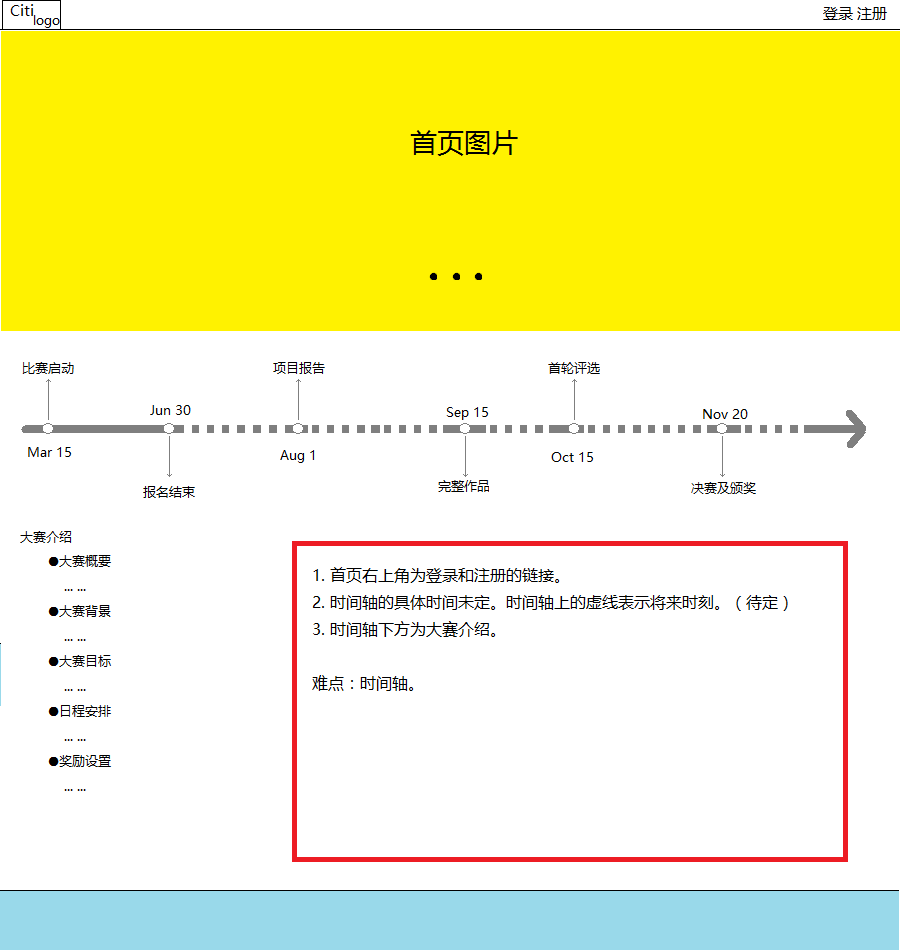 Citi
logo
登录 注册
首页图片
比赛启动
项目报告
首轮评选
Jun 30
Sep 15
Nov 20
Mar 15
Aug 1
Oct 15
报名结束
完整作品
决赛及颁奖
大赛介绍
●大赛概要
... ...
●大赛背景
... ...
●大赛目标
... ...
●日程安排
... ...
●奖励设置
... ...
1. 首页右上角为登录和注册的链接。
2. 时间轴的具体时间未定。时间轴上的虚线表示将来时刻。（待定）
3. 时间轴下方为大赛介绍。
难点：时间轴。